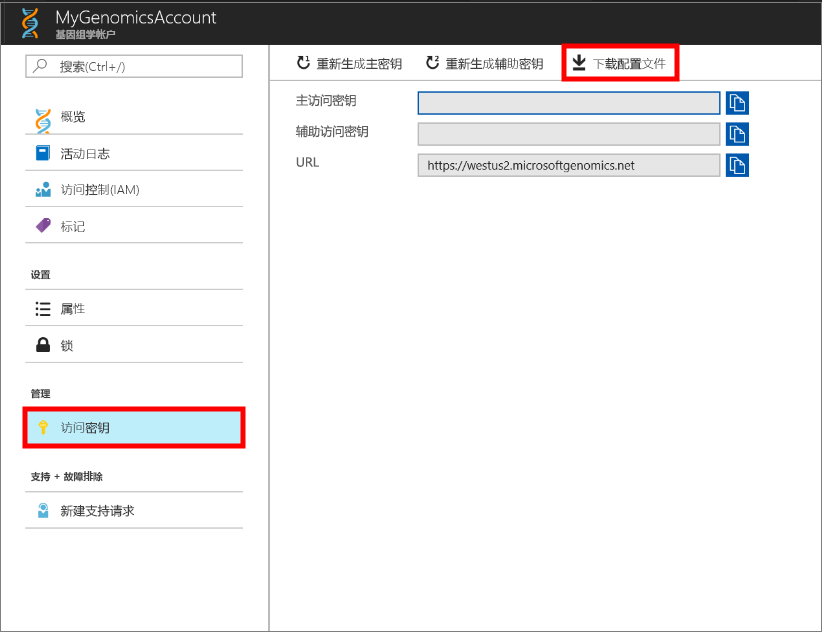 MyGenomicsAccount
基因组学帐户
搜索(Ctrl+/)
概览
活动日志
访问控制(IAM)
标记
设置
属性
锁
管理
访问密钥
支持 + 故障排除
新建支持请求
重新生成主密钥 重新生成辅助密钥 下载配置文件
主访问密钥
辅助访问密钥
URL https://westus2.microsoftgenomics.net